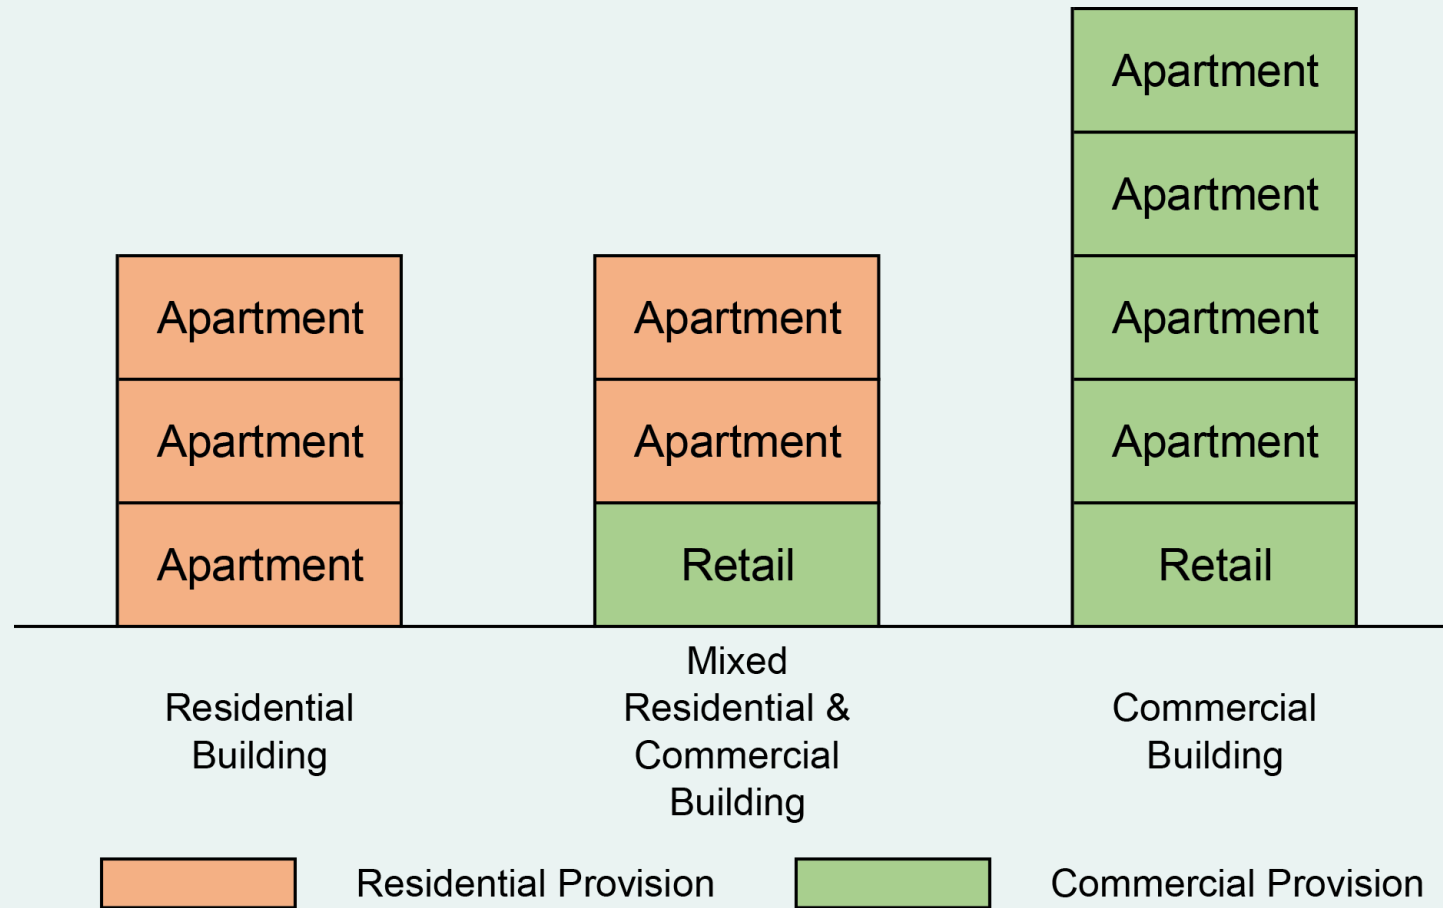 Apartment
Apartment
Apartment
Apartment
Apartment
Apartment
Apartment
Apartment
Apartment
Apartment
Retail
Retail
Residential
Building
Mixed
Residential &
Commercial
Building
Commercial
Building
Residential Provision
Commercial Provision